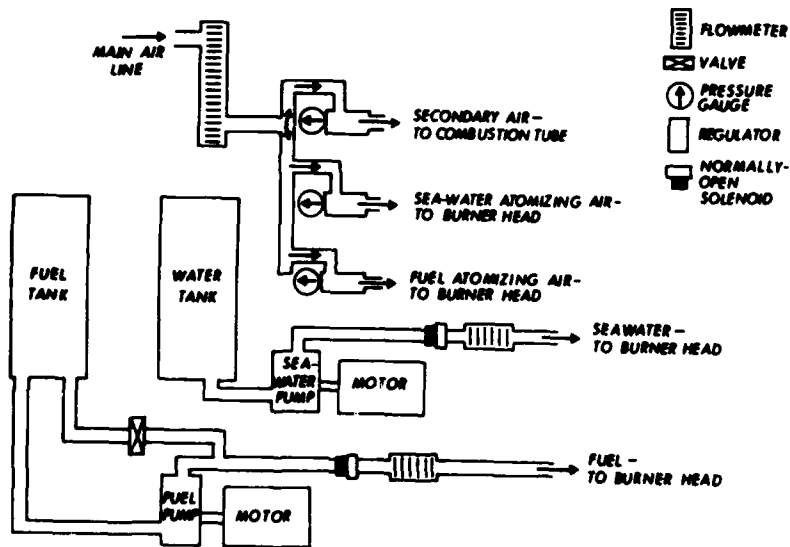 MAIN AIR
LINE
SECONDARY AIR-
TO COMBUSTION TUBE
SEA-WATER ATOMIZING AIR-
TO BURNER HEAD
FUEL ATOMIZING AIR-
TO BURNER HEAD
FLOWMETER
VALVE
PRESSURE
GAUGE
REGULATOR
NORMALLY-
OPEN
SOLENOID
FUEL
TANK
WATER
TANK
SEA-
WATER
PUMP
MOTOR
SEAWATER-
TO BURNER HEAD
FUEL
PUMP
MOTOR
FUEL-
TO BURNER HEAD